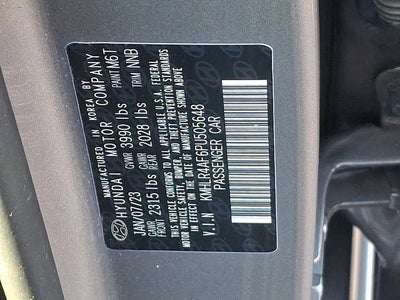 MANUFACTURED IN KOREA BY
HYUNDAI MOTOR COMPANY
JAN/07/23 GVWR 3990 lbs PAINT M6T
GAWR FRONT 2315 lbs GAWR REAR 2028 lbs TRIM NNB
THIS VEHICLE CONFORMS TO ALL APPLICABLE U.S.A. FEDERAL
MOTOR VEHICLE SAFETY, BUMPER, AND THEFT PREVENTION STANDARDS
IN EFFECT ON THE DATE OF MANUFACTURE SHOWN ABOVE
V.I.N KMHLR4AF6PU505648
PASSENGER CAR